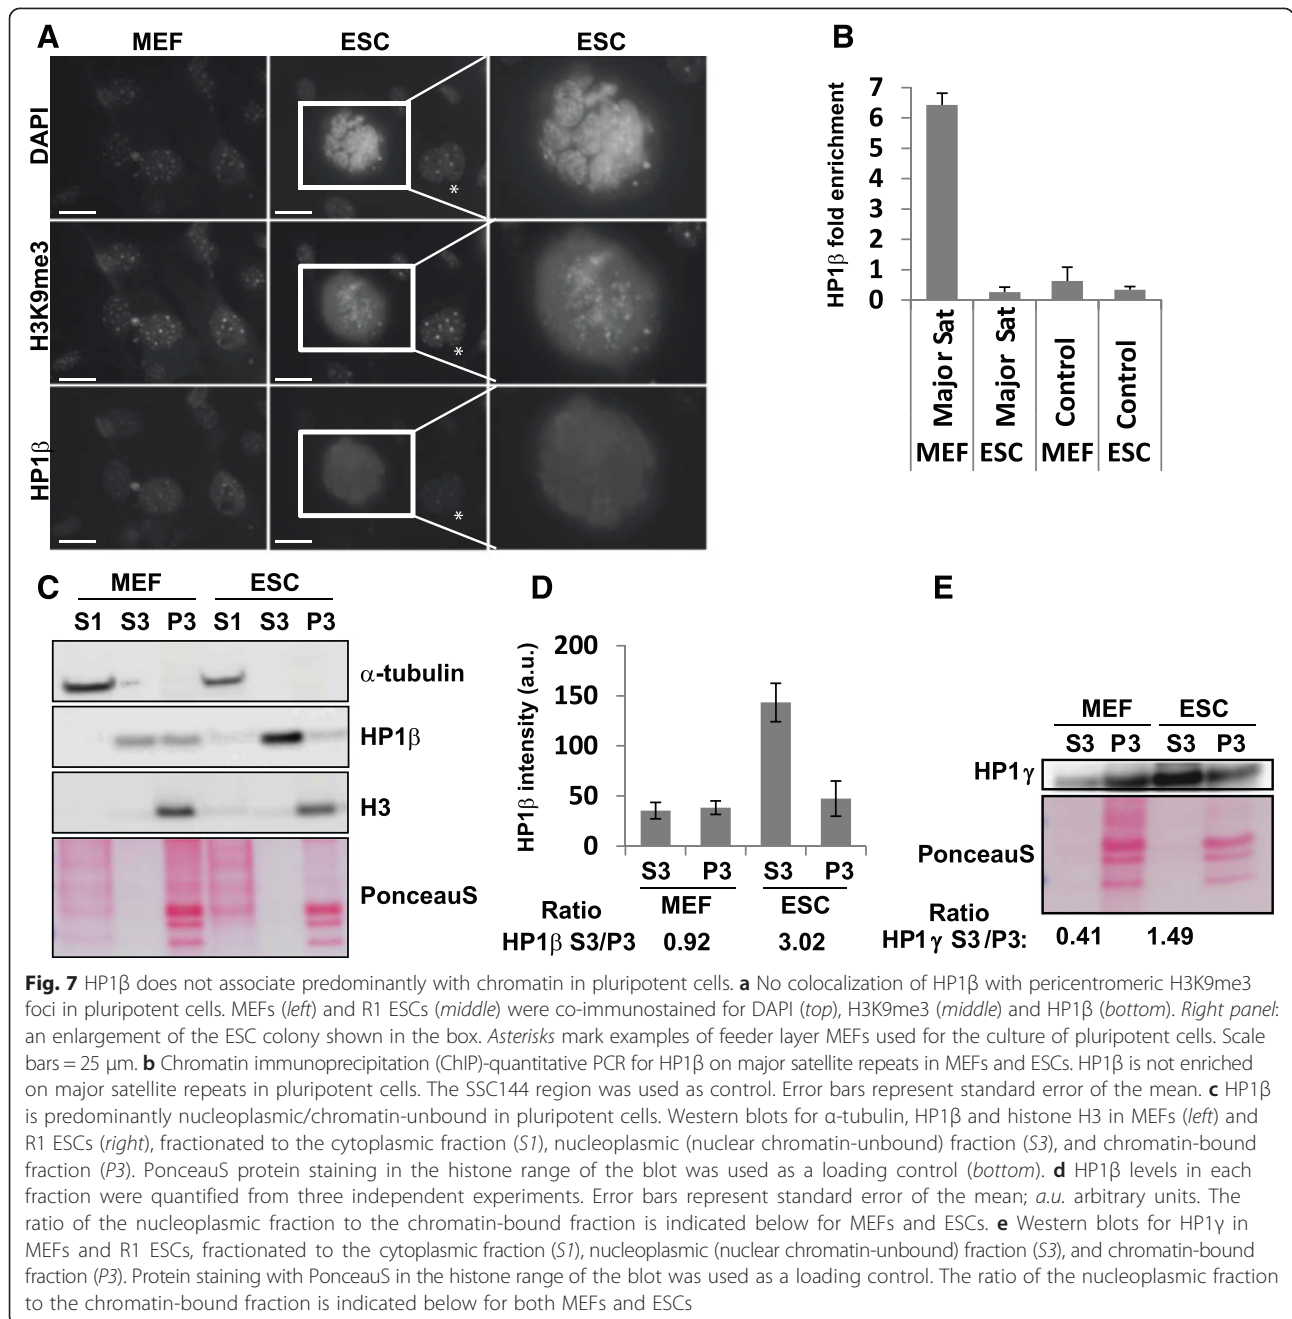 A
MEF
ESC
ESC
DAPI
H3K9me3
HP1β
*
*
*
B
HP1β fold enrichment
7
6
5
4
3
2
1
0
Major Sat
Major Sat
Control
Control
MEF ESC MEF ESC
C
MEF ESC
S1 S3 P3 S1 S3 P3
α-tubulin
HP1β
H3
PonceauS
D
HP1β intensity (a.u.)
200
150
100
50
0
S3 P3 S3 P3
MEF ESC
Ratio
HP1β S3/P3 0.92 3.02
E
MEF ESC
S3 P3 S3 P3
HP1γ
PonceauS
Ratio
HP1γ S3/P3: 0.41 1.49
Fig. 7 HP1β does not associate predominantly with chromatin in pluripotent cells. a No colocalization of HP1β with pericentromeric H3K9me3
foci in pluripotent cells. MEFs (left) and R1 ESCs (middle) were co-immunostained for DAPI (top), H3K9me3 (middle) and HP1β (bottom). Right panel:
an enlargement of the ESC colony shown in the box. Asterisks mark examples of feeder layer MEFs used for the culture of pluripotent cells. Scale
bars = 25 μm. b Chromatin immunoprecipitation (ChIP)-quantitative PCR for HP1β on major satellite repeats in MEFs and ESCs. HP1β is not enriched
on major satellite repeats in pluripotent cells. The SSC144 region was used as control. Error bars represent standard error of the mean. c HP1β
is predominantly nucleoplasmic/chromatin-unbound in pluripotent cells. Western blots for α-tubulin, HP1β and histone H3 in MEFs (left) and
R1 ESCs (right), fractionated to the cytoplasmic fraction (S1), nucleoplasmic (nuclear chromatin-unbound) fraction (S3), and chromatin-bound
fraction (P3). PonceauS protein staining in the histone range of the blot was used as a loading control (bottom). d HP1β levels in each
fraction were quantified from three independent experiments. Error bars represent standard error of the mean; a.u. arbitrary units. The
ratio of the nucleoplasmic fraction to the chromatin-bound fraction is indicated below for MEFs and ESCs. e Western blots for HP1γ in
MEFs and R1 ESCs, fractionated to the cytoplasmic fraction (S1), nucleoplasmic (nuclear chromatin-unbound) fraction (S3), and chromatin-bound
fraction (P3). Protein staining with PonceauS in the histone range of the blot was used as a loading control. The ratio of the nucleoplasmic fraction
to the chromatin-bound fraction is indicated below for both MEFs and ESCs